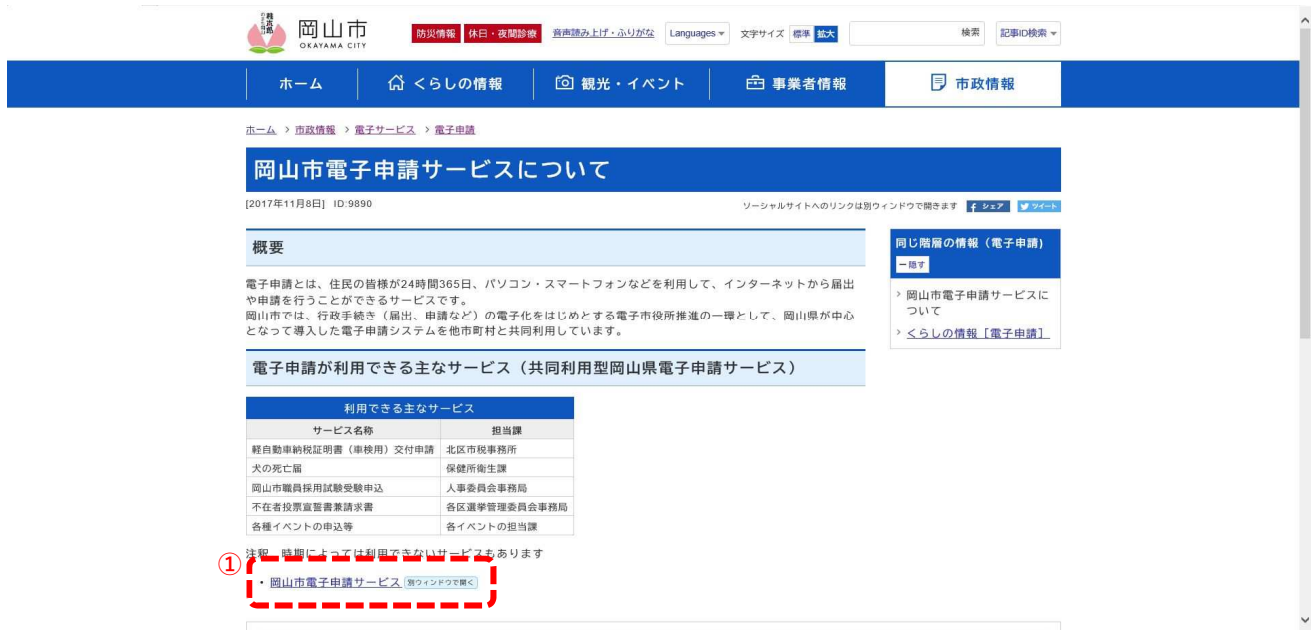 桃太郎のまち岡山
岡山市
OKAYAMA CITY
防災情報 休日・夜間診療 音声読み上げ・ふりがな Languages 文字サイズ 標準 拡大 検索 記事ID検索
ホーム くらしの情報 観光・イベント 事業者情報 市政情報
ホーム > 市政情報 > 電子サービス > 電子申請
岡山市電子申請サービスについて
[2017年11月8日] ID:9890
ソーシャルサイトへのリンクは別ウィンドウで開きます シェア ツイート
概要
電子申請とは、住民の皆様が24時間365日、パソコン・スマートフォンなどを利用して、インターネットから届出
や申請を行うことができるサービスです。
岡山市では、行政手続き（届出、申請など）の電子化をはじめとする電子市役所推進の一環として、岡山県が中心
となって導入した電子申請システムを他市町村と共同利用しています。
電子申請が利用できる主なサービス（共同利用型岡山県電子申請サービス）
利用できる主なサービス
サービス名称 担当課
軽自動車納税証明書（車検用）交付申請 北区市税事務所
犬の死亡届 保健所衛生課
岡山市職員採用試験受験申込 人事委員会事務局
不在者投票宣誓書兼請求書 各区選挙管理委員会事務局
各種イベントの申込等 各イベントの担当課
注釈 時期によっては利用できないサービスもあります
①
・岡山市電子申請サービス 別ウィンドウで開く
同じ階層の情報（電子申請）
ー隠す
> 岡山市電子申請サービスに
ついて
> くらしの情報［電子申請］